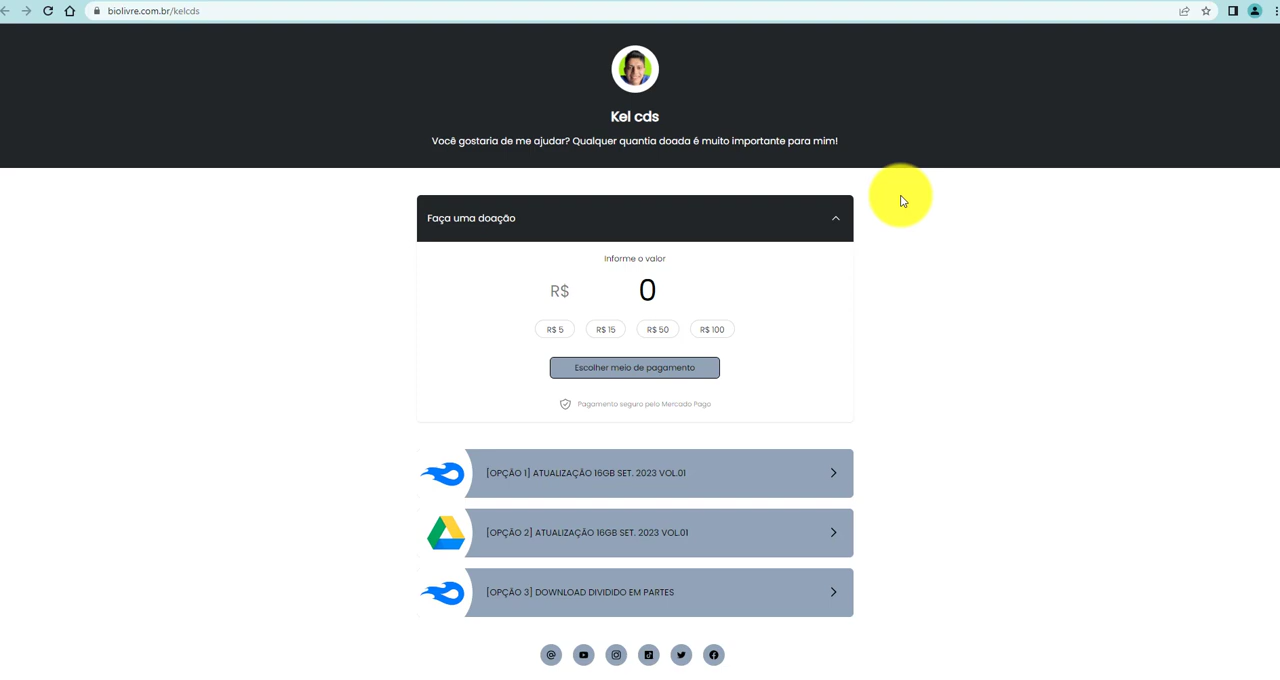 biolivre.com.br/kelcds
Kel cds
Você gostaria de me ajudar? Qualquer quantia doada é muito importante para mim!
Faça uma doação
Informe o valor
R$ 0
R$ 5 R$ 15 R$ 50 R$ 100
Escolher meio de pagamento
Pagamento seguro pelo Mercado Pago
[OPÇÃO 1] ATUALIZAÇÃO 16GB SET. 2023 VOL.01
[OPÇÃO 2] ATUALIZAÇÃO 16GB SET. 2023 VOL.01
[OPÇÃO 3] DOWNLOAD DIVIDIDO EM PARTES